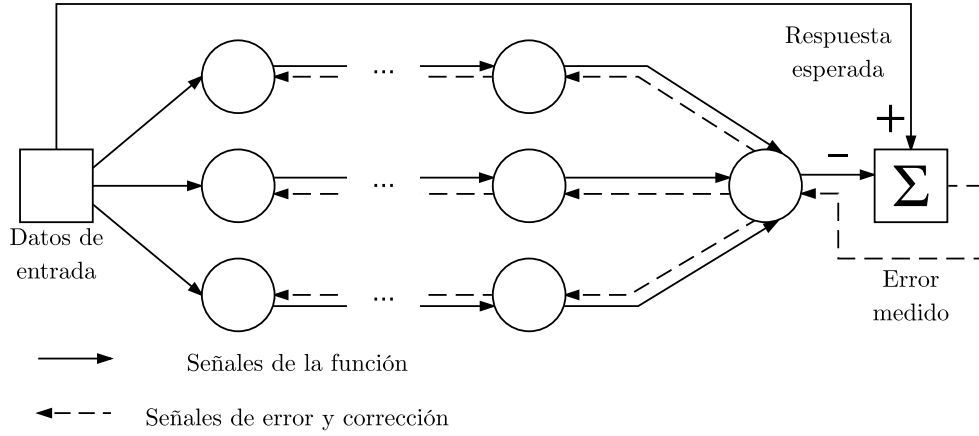 Respuesta
esperada
...
+
...
−
Σ
Datos de
entrada
...
Error
medido
Señales de la función
Señales de error y corrección